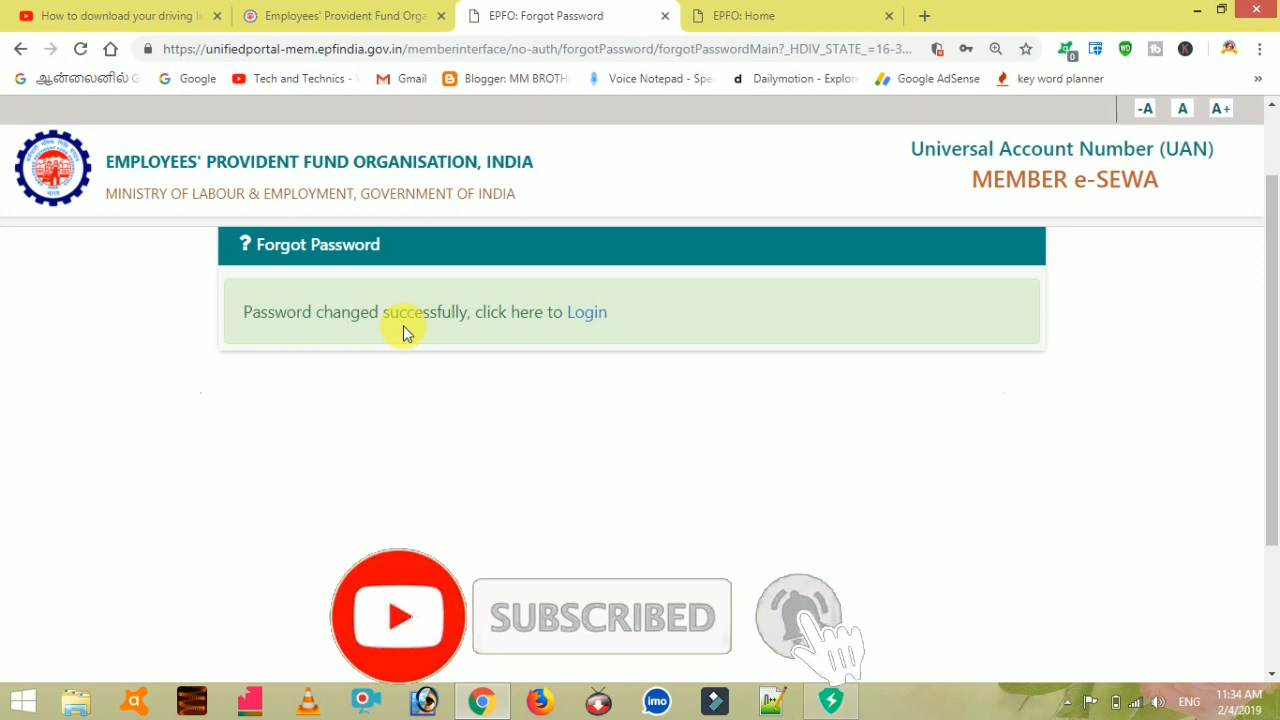 How to download your driving li
Employees' Provident Fund Orga
EPFO: Forgot Password
EPFO: Home
https://unifiedportal-mem.epfindia.gov.in/memberinterface/no-auth/forgotPassword/forgotPasswordMain?_HDIV_STATE_=16-3...
ஆன்லைனில் G
Google
Tech and Technics - Y
Gmail
Blogger: MM BROTH
Voice Notepad - Spe
Dailymotion - Explor
Google AdSense
key word planner
»
-A A A+
EMPLOYEES' PROVIDENT FUND ORGANISATION, INDIA
MINISTRY OF LABOUR & EMPLOYMENT, GOVERNMENT OF INDIA
Universal Account Number (UAN)
MEMBER e-SEWA
? Forgot Password
Password changed successfully, click here to Login
SUBSCRIBED
imo
ENG
11:34 AM
2/4/2019